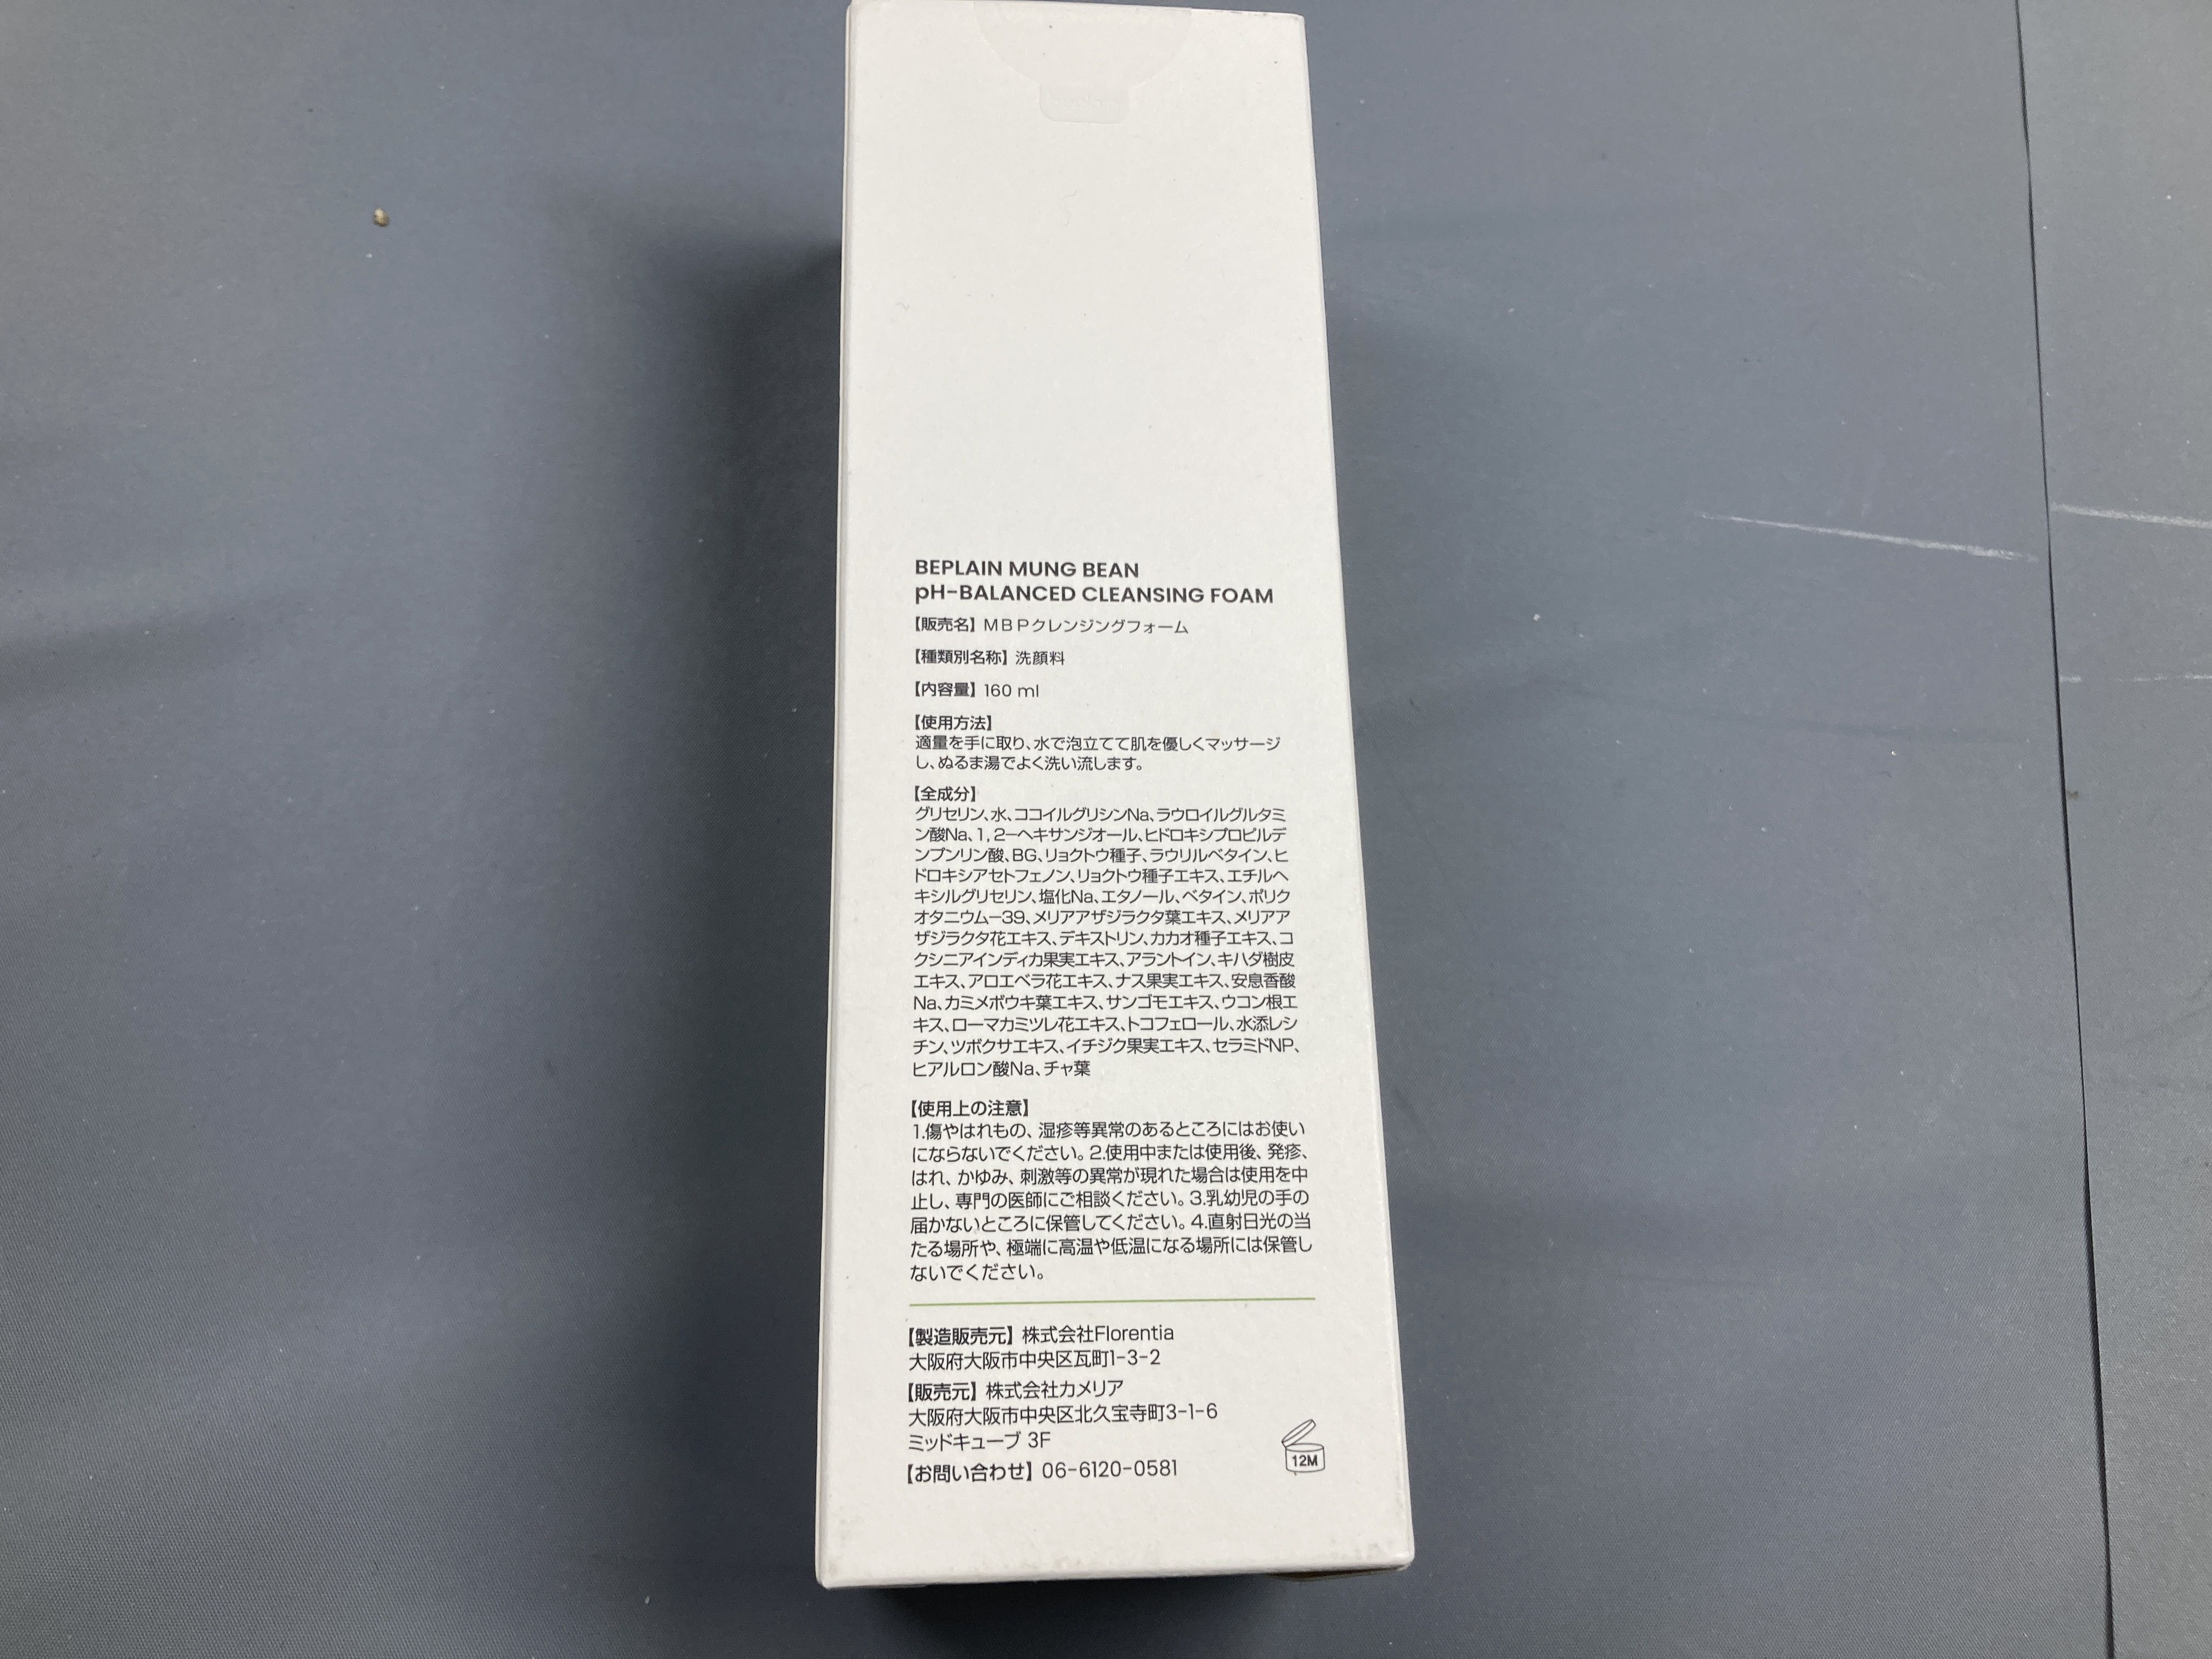 BEPLAIN MUNG BEAN
pH-BALANCED CLEANSING FOAM
【販売名】MBPクレンジングフォーム
【種類別名称】洗顔料
【内容量】160 ml
【使用方法】
適量を手に取り、水で泡立てて肌を優しくマッサージ
し、ぬるま湯でよく洗い流します。
【全成分】
グリセリン、水、ココイルグリシンNa、ラウロイルグルタミ
ン酸Na、1,2-ヘキサンジオール、ヒドロキシプロピルデ
ンプンリン酸、BG、リョクトウ種子、ラウリルベタイン、ヒ
ドロキシアセトフェノン、リョクトウ種子エキス、エチルヘ
キシルグリセリン、塩化Na、エタノール、ベタイン、ポリク
オタニウム-39、メリアアザジラクタ葉エキス、メリアア
ザジラクタ花エキス、デキストリン、カカオ種子エキス、コ
クシニアインディカ果実エキス、アラントイン、キハダ樹皮
エキス、アロエベラ花エキス、ナス果実エキス、安息香酸
Na、カミメボウキ葉エキス、サンゴモエキス、ウコン根エ
キス、ローマカミツレ花エキス、トコフェロール、水添レシ
チン、ツボクサエキス、イチジク果実エキス、セラミドNP、
ヒアルロン酸Na、チャ葉
【使用上の注意】
1.傷やはれもの、湿疹等異常のあるところにはお使い
にならないでください。2.使用中または使用後、発疹、
はれ、かゆみ、刺激等の異常が現れた場合は使用を中
止し、専門の医師にご相談ください。3.乳幼児の手の
届かないところに保管してください。4.直射日光の当
たる場所や、極端に高温や低温になる場所には保管し
ないでください。
【製造販売元】株式会社Florentia
大阪府大阪市中央区瓦町1-3-2
【販売元】株式会社カメリア
大阪府大阪市中央区北久宝寺町3-1-6
ミッドキューブ 3F
【お問い合わせ】06-6120-0581
12M